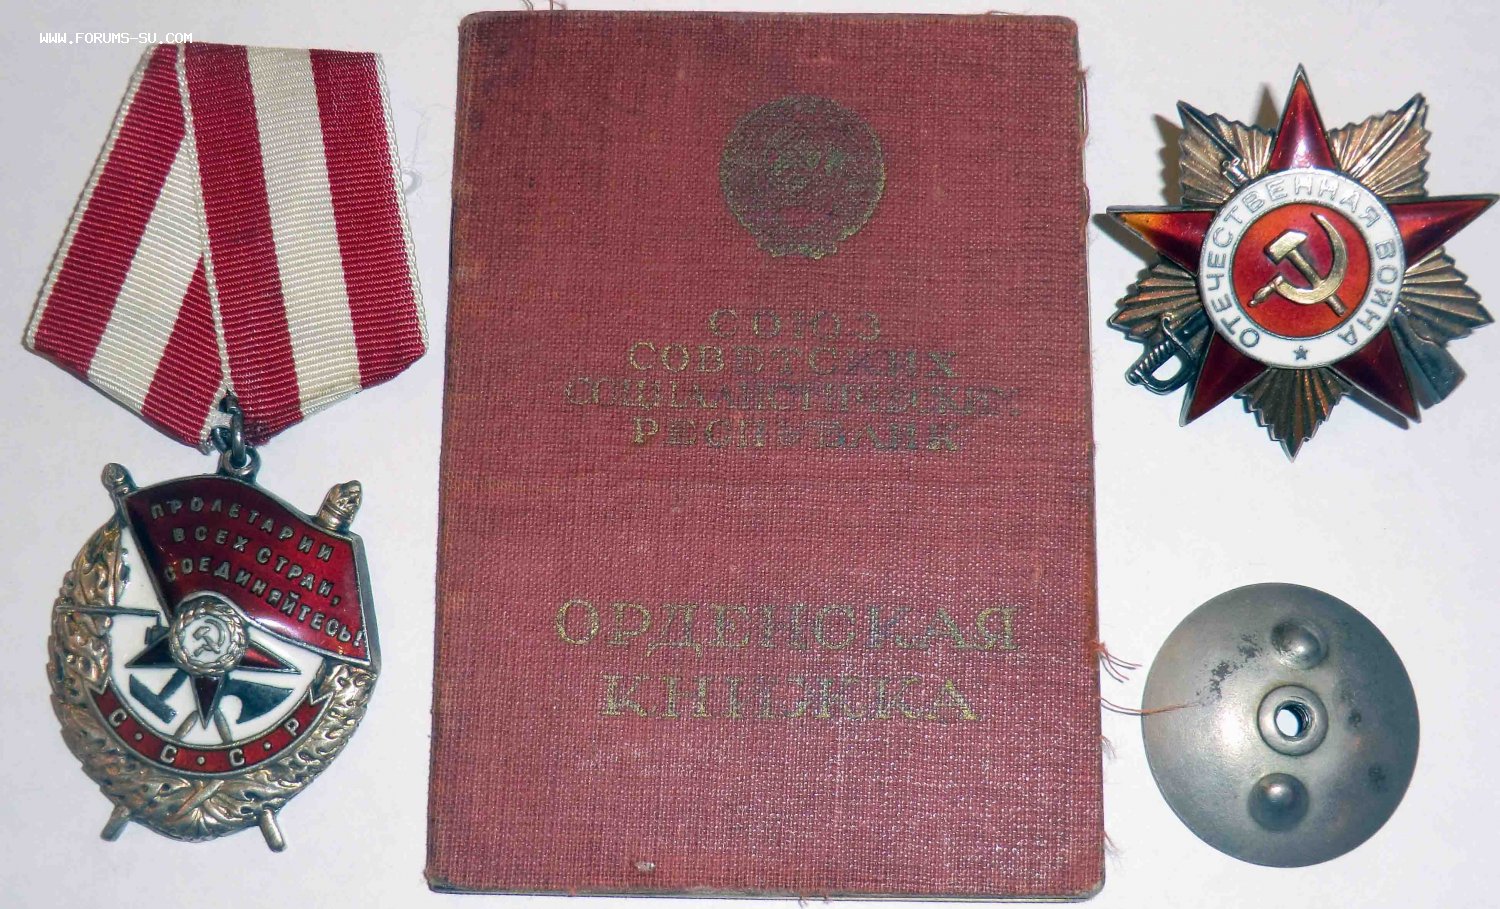 WWW.FORUMS-SU.COM
ПРОЛЕТАРИИ
ВСЕХ СТРАН,
СОЕДИНЯЙТЕСЬ!
С·С·С·Р
СОЮЗ
СОВЕТСКИХ
СОЦИАЛИСТИЧЕСКИХ
РЕСПУБЛИК
ОРДЕНСКАЯ
КНИЖКА
ОТЕЧЕСТВЕННАЯ ВОЙНА